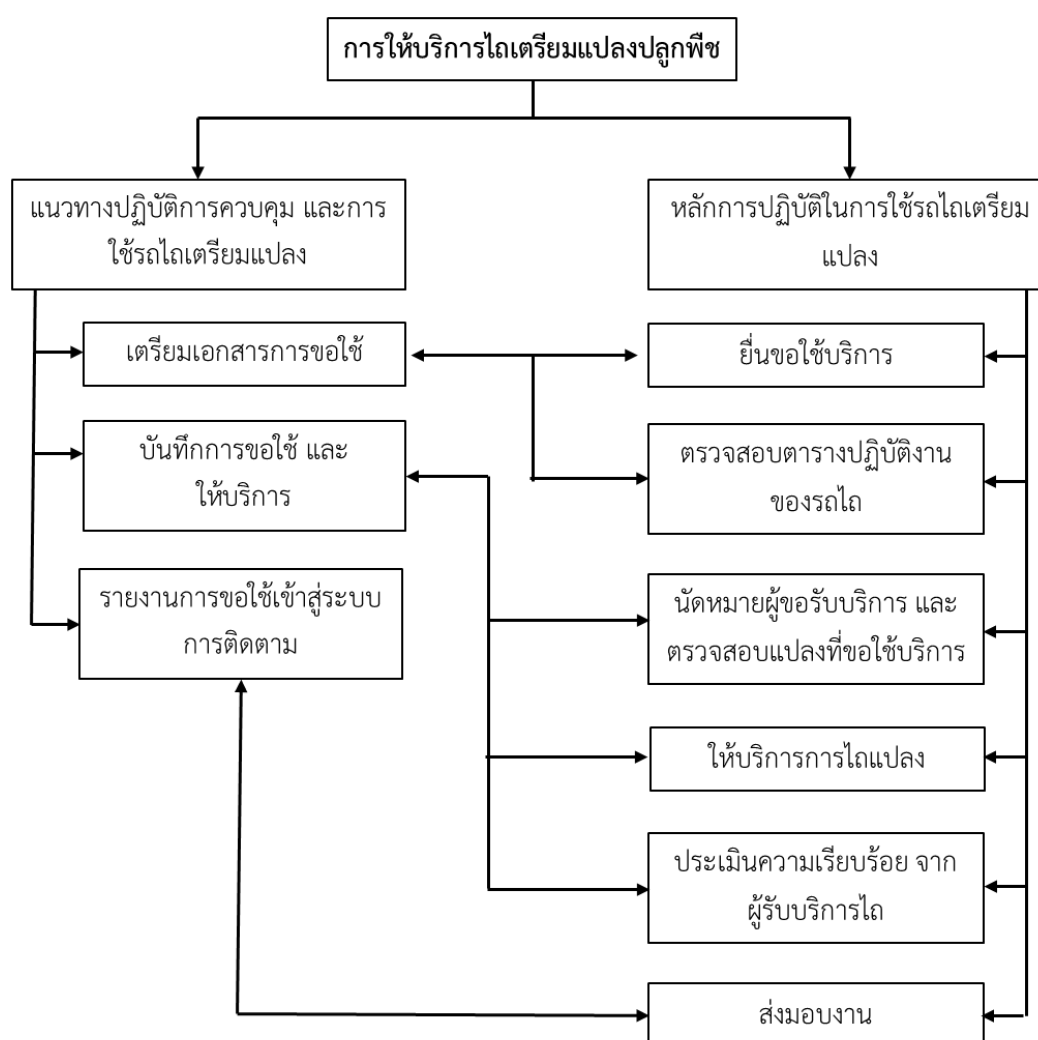 การให้บริการไถเตรียมแปลงปลูกพืช
แนวทางปฏิบัติการควบคุม และการ
ใช้รถไถเตรียมแปลง
หลักการปฏิบัติในการใช้รถไถเตรียม
แปลง
เตรียมเอกสารการขอใช้
ยื่นขอใช้บริการ
บันทึกการขอใช้ และ
ให้บริการ
ตรวจสอบตารางปฏิบัติงาน
ของรถไถ
รายงานการขอใช้เข้าสู่ระบบ
การติดตาม
นัดหมายผู้ขอรับบริการ และ
ตรวจสอบแปลงที่ขอใช้บริการ
ให้บริการการไถแปลง
ประเมินความเรียบร้อย จาก
ผู้รับบริการไถ
ส่งมอบงาน